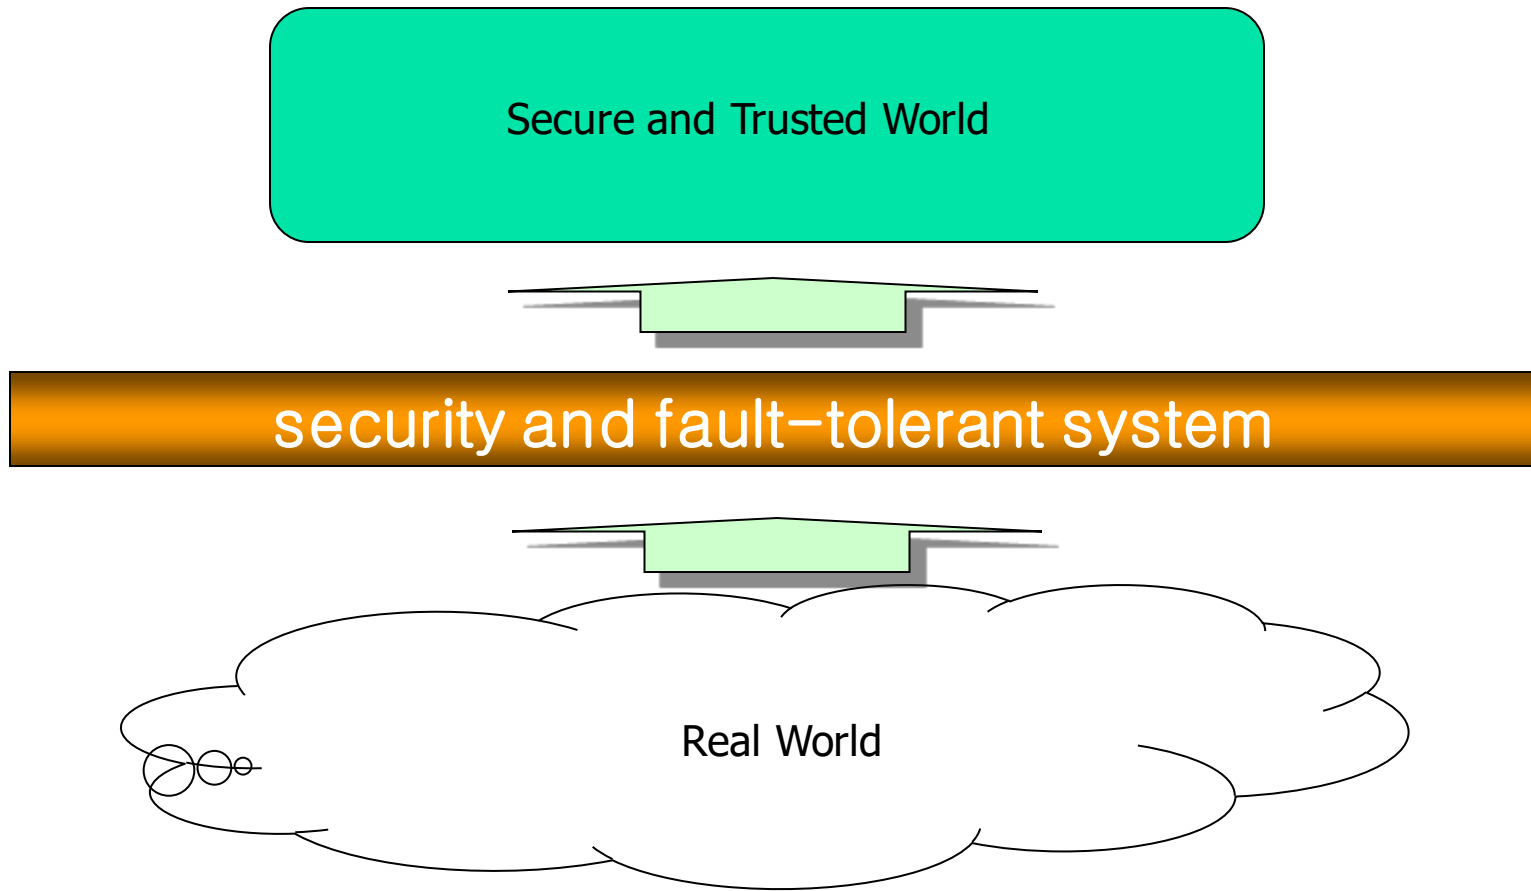 Secure and Trusted World
security and fault-tolerant system
Real World